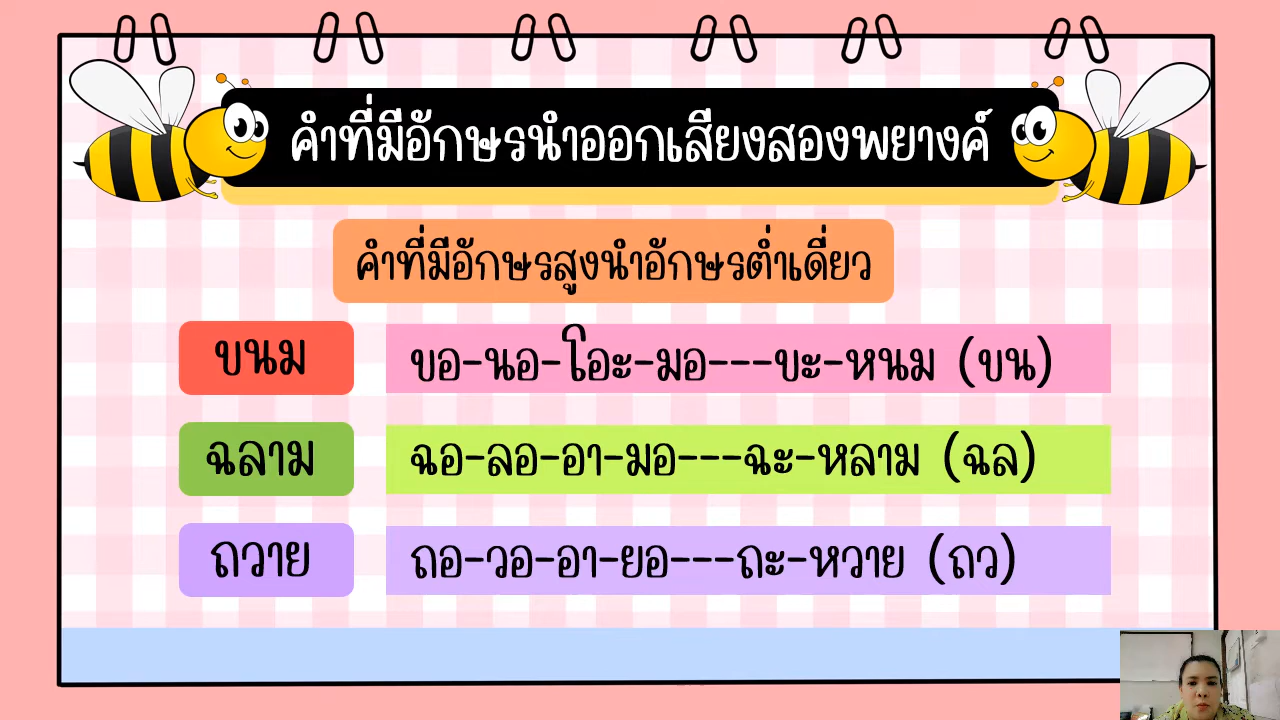 คำที่มีอักษรนำออกเสียงสองพยางค์
คำที่มีอักษรสูงนำอักษรต่ำเดี่ยว
ขนม ขอ-นอ-โอะ-มอ---ขะ-หนม (ขน)
ฉลาม ฉอ-ลอ-อา-มอ---ฉะ-หลาม (ฉล)
ถวาย ถอ-วอ-อา-ยอ---ถะ-หวาย (ถว)